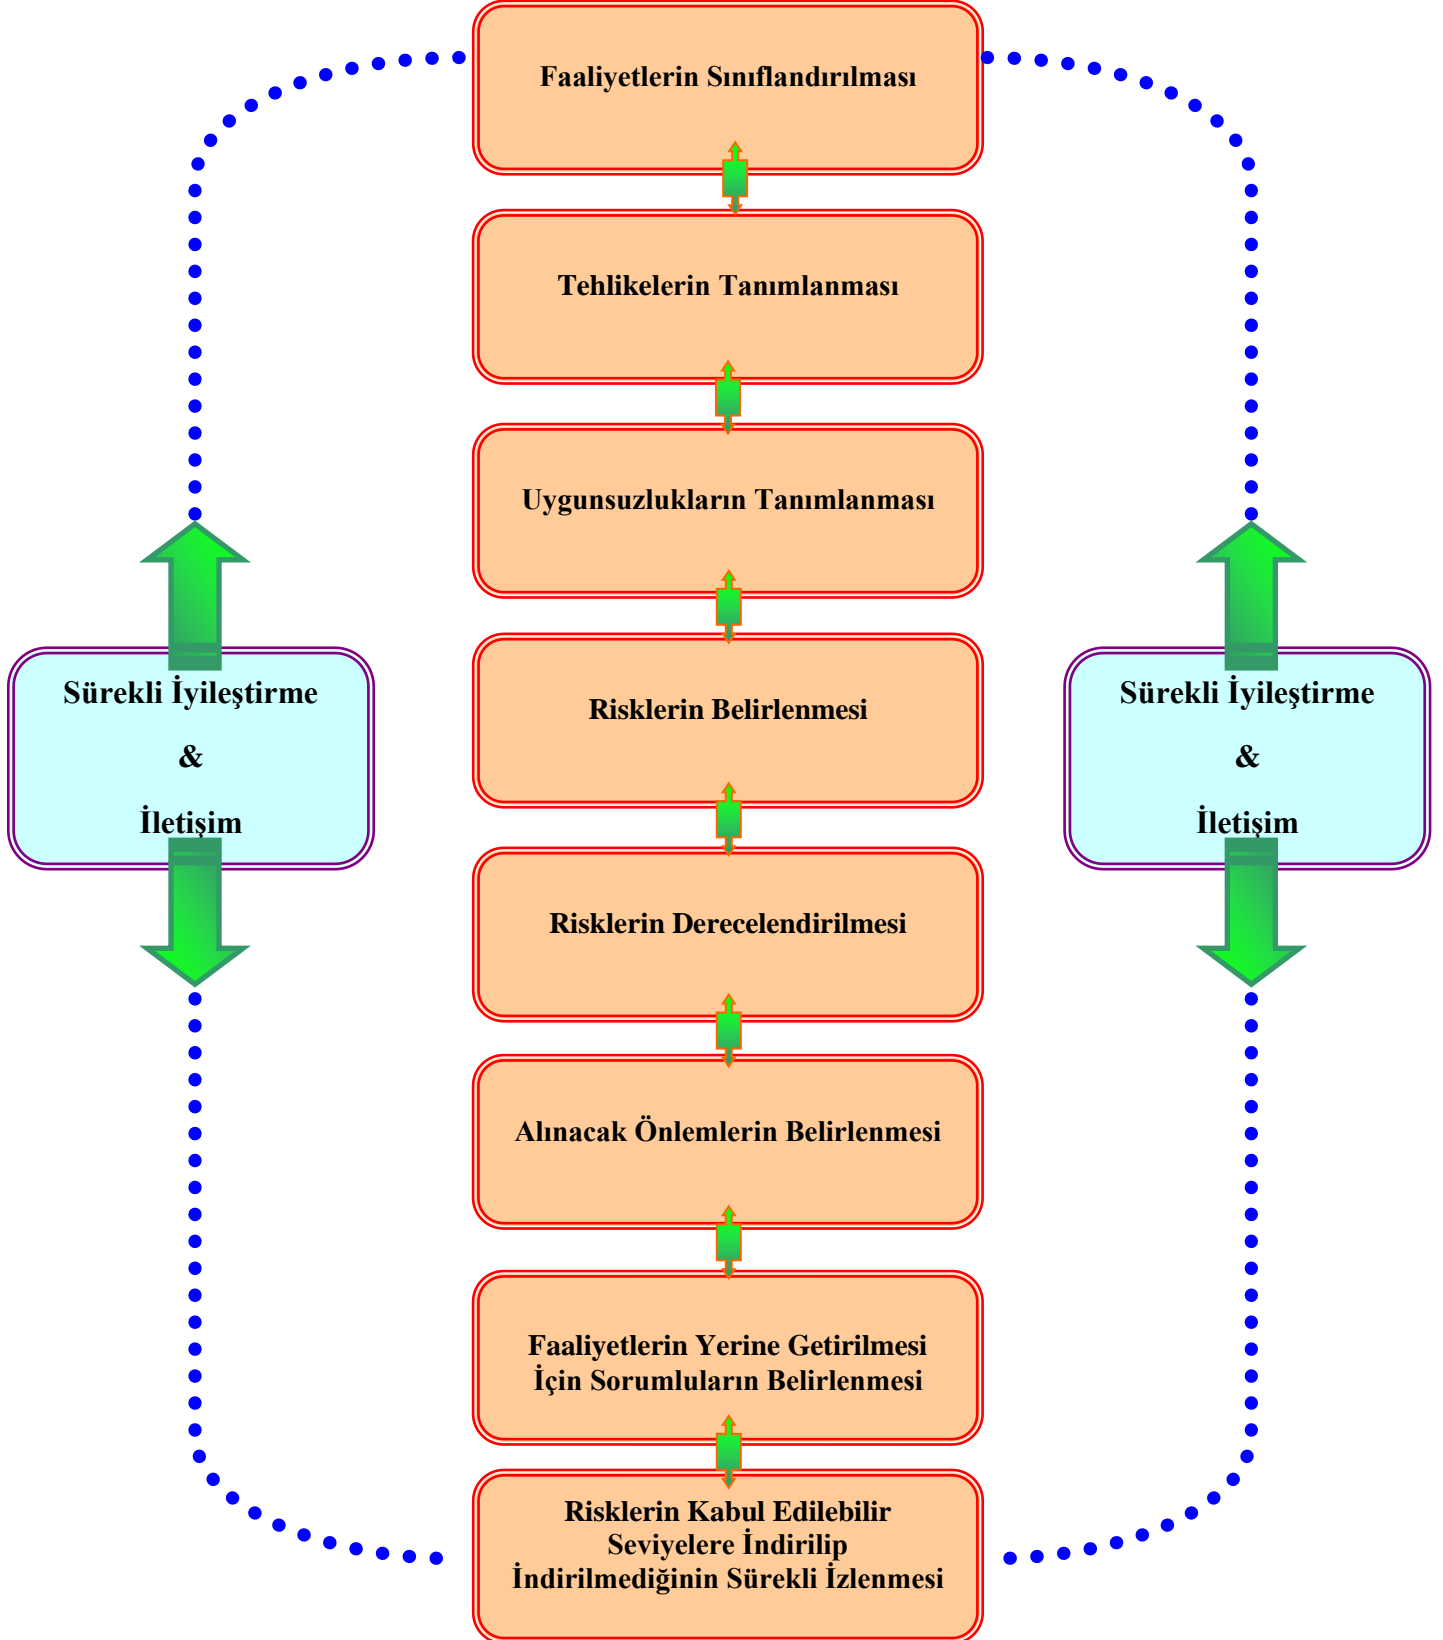 Faaliyetlerin Sınıflandırılması
Tehlikelerin Tanımlanması
Uygunsuzlukların Tanımlanması
Sürekli İyileştirme
&
İletişim
Risklerin Belirlenmesi
Sürekli İyileştirme
&
İletişim
Risklerin Derecelendirilmesi
Alınacak Önlemlerin Belirlenmesi
Faaliyetlerin Yerine Getirilmesi
İçin Sorumluların Belirlenmesi
Risklerin Kabul Edilebilir
Seviyelere İndirilip
İndirilmediğinin Sürekli İzlenmesi